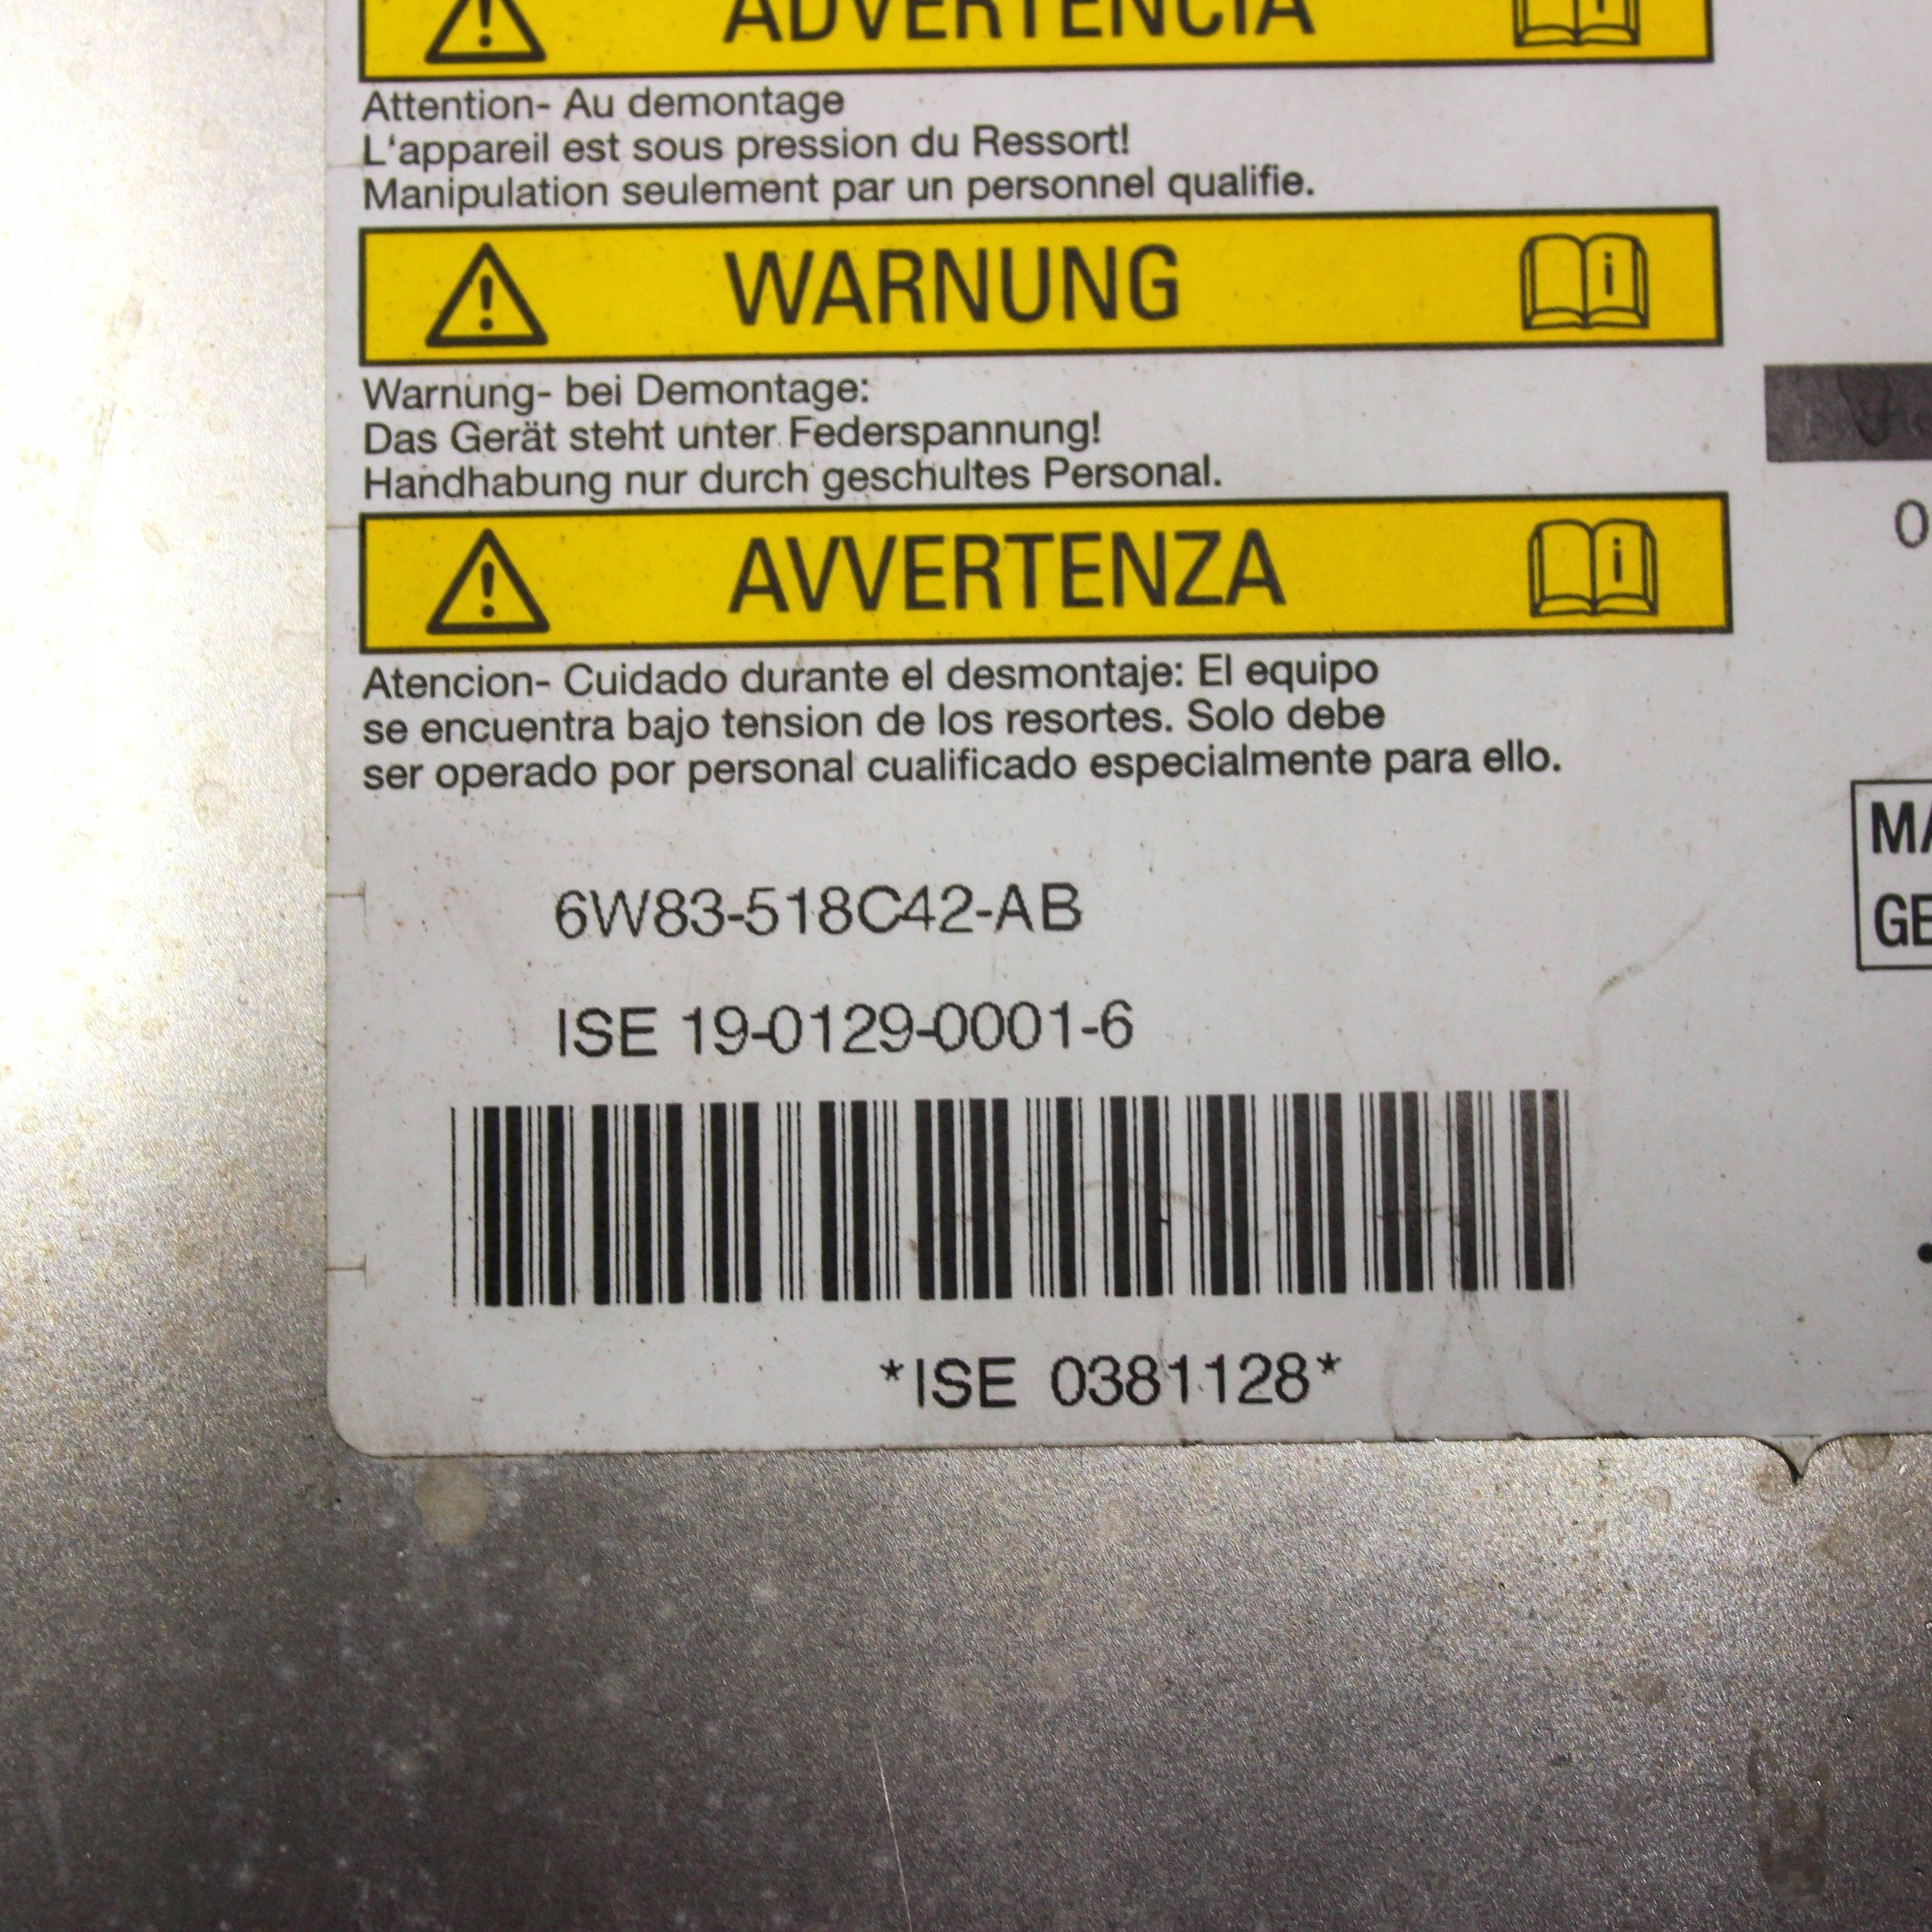 ADVERTENCIA
Attention- Au demontage
L'appareil est sous pression du Ressort!
Manipulation seulement par un personnel qualifie.
WARNUNG
Warnung- bei Demontage:
Das Gerät steht unter Federspannung!
Handhabung nur durch geschultes Personal.
AVVERTENZA
Atencion- Cuidado durante el desmontaje: El equipo
se encuentra bajo tension de los resortes. Solo debe
ser operado por personal cualificado especialmente para ello.
6W83-518C42-AB
ISE 19-0129-0001-6
*ISE 0381128*
0
MA
GE